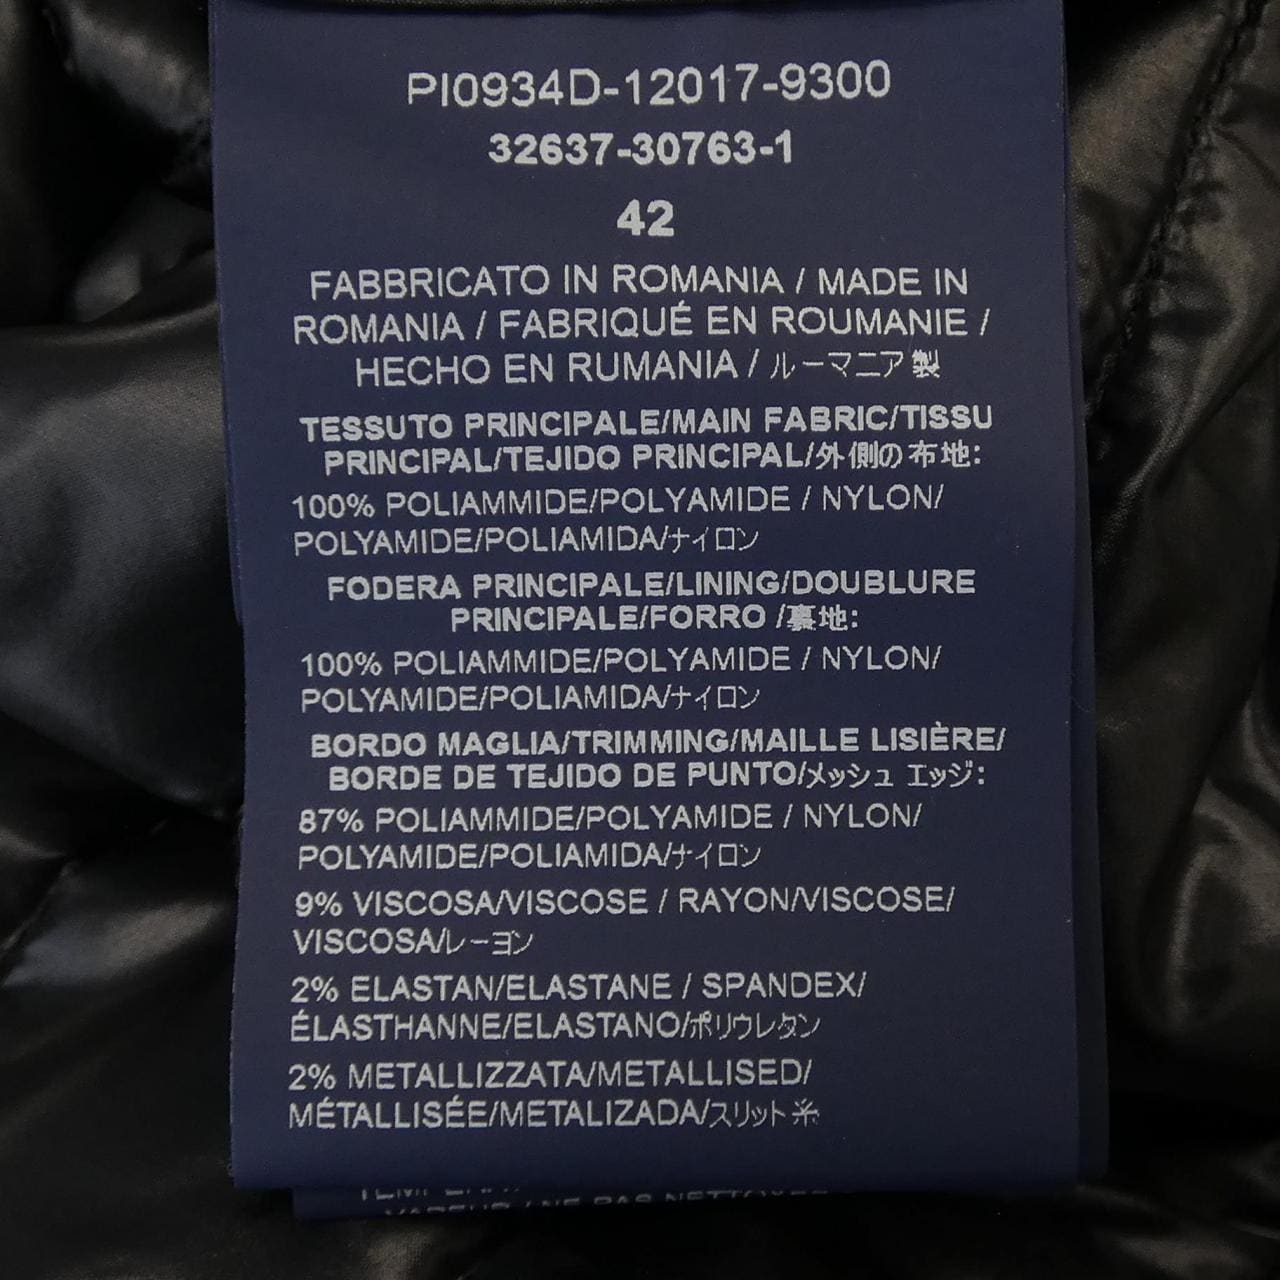 PI0934D-12017-9300
32637-30763-1
42
FABBRICATO IN ROMANIA / MADE IN
ROMANIA / FABRIQUÉ EN ROUMANIE /
HECHO EN RUMANIA / ルーマニア製
TESSUTO PRINCIPALE/MAIN FABRIC/TISSU
PRINCIPAL/TEJIDO PRINCIPAL/外側の布地:
100% POLIAMMIDE/POLYAMIDE / NYLON/
POLYAMIDE/POLIAMIDA/ナイロン
FODERA PRINCIPALE/LINING/DOUBLURE
PRINCIPALE/FORRO /裏地:
100% POLIAMMIDE/POLYAMIDE / NYLON/
POLYAMIDE/POLIAMIDA/ナイロン
BORDO MAGLIA/TRIMMING/MAILLE LISIÈRE/
BORDE DE TEJIDO DE PUNTO/メッシュ エッジ:
87% POLIAMMIDE/POLYAMIDE / NYLON/
POLYAMIDE/POLIAMIDA/ナイロン
9% VISCOSA/VISCOSE / RAYON/VISCOSE/
VISCOSA/レーヨン
2% ELASTAN/ELASTANE / SPANDEX/
ÉLASTHANNE/ELASTANO/ポリウレタン
2% METALLIZZATA/METALLISED/
MÉTALLISÉE/METALIZADA/スリット糸
/ NE PAS